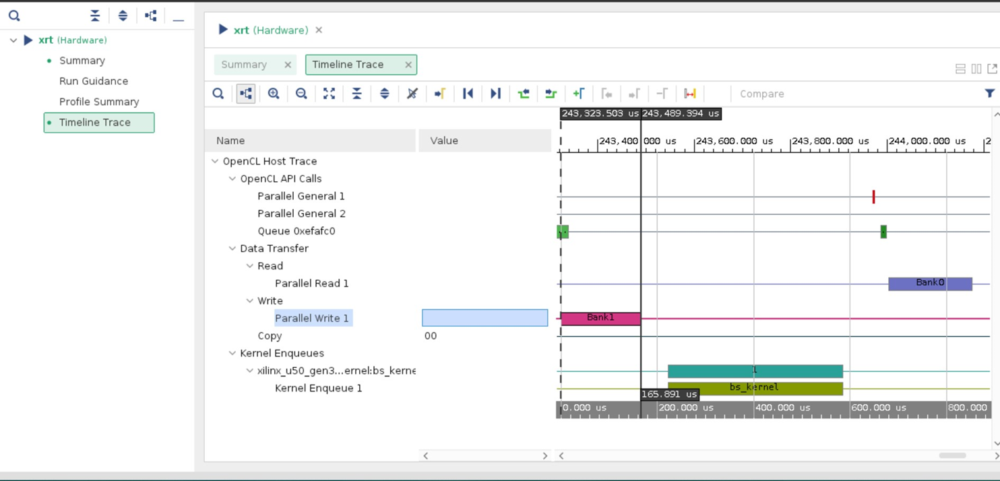 xrt (Hardware)
Summary
Run Guidance
Profile Summary
Timeline Trace
xrt (Hardware)
Summary
Timeline Trace
Compare
243,323.503 us 243,489.394 us
Name Value
243,400.000 us 243,600.000 us 243,800.000 us 244,000.000 us 2
OpenCL Host Trace
OpenCL API Calls
Parallel General 1
Parallel General 2
Queue 0xefafc0
Data Transfer
Read
Parallel Read 1 Bank0
Write
Parallel Write 1 Bank1
Copy 00
Kernel Enqueues
xilinx_u50_gen3...ernel:bs_kerne 1
Kernel Enqueue 1 bs_kernel
165.891 us
0.000 us 200.000 us 400.000 us 600.000 us 800.000